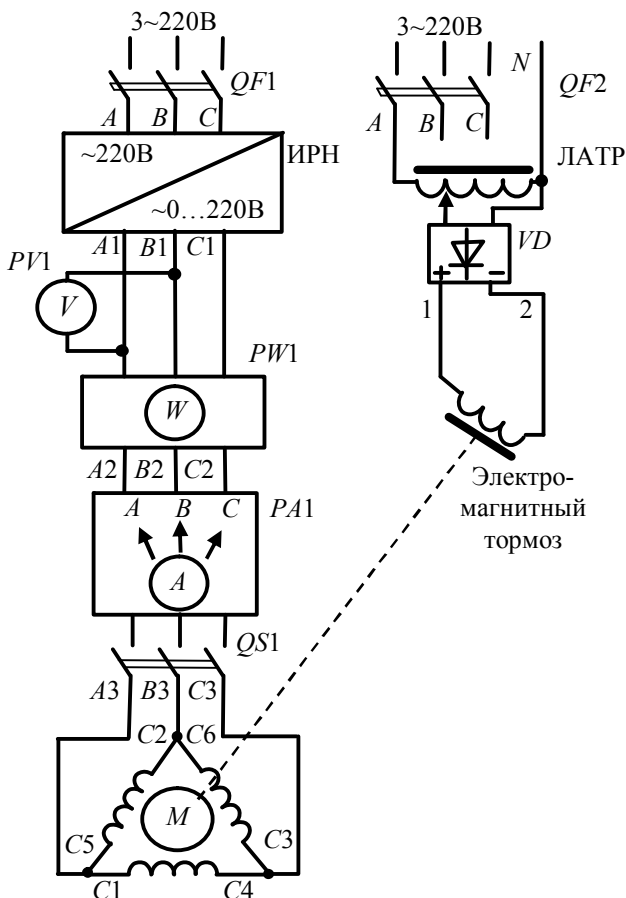 3~220В
QF1
A B C
~220В
ИРН
~0…220В
A1 B1 C1
PV1
V
PW1
W
A2 B2 C2
A B C
PA1
A
QS1
A3 B3 C3
C2 C6
M
C5
C3
C1 C4
3~220В
N
QF2
A B C
ЛАТР
VD
+ −
1 2
Электро-
магнитный
тормоз